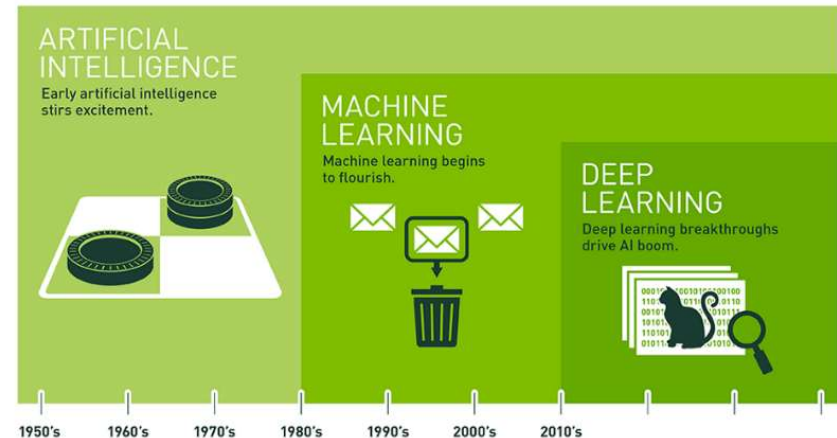 ARTIFICIAL
INTELLIGENCE
Early artificial intelligence
stirs excitement.
MACHINE
LEARNING
Machine learning begins
to flourish.
DEEP
LEARNING
Deep learning breakthroughs
drive AI boom.
1950's 1960's 1970's 1980's 1990's 2000's 2010's